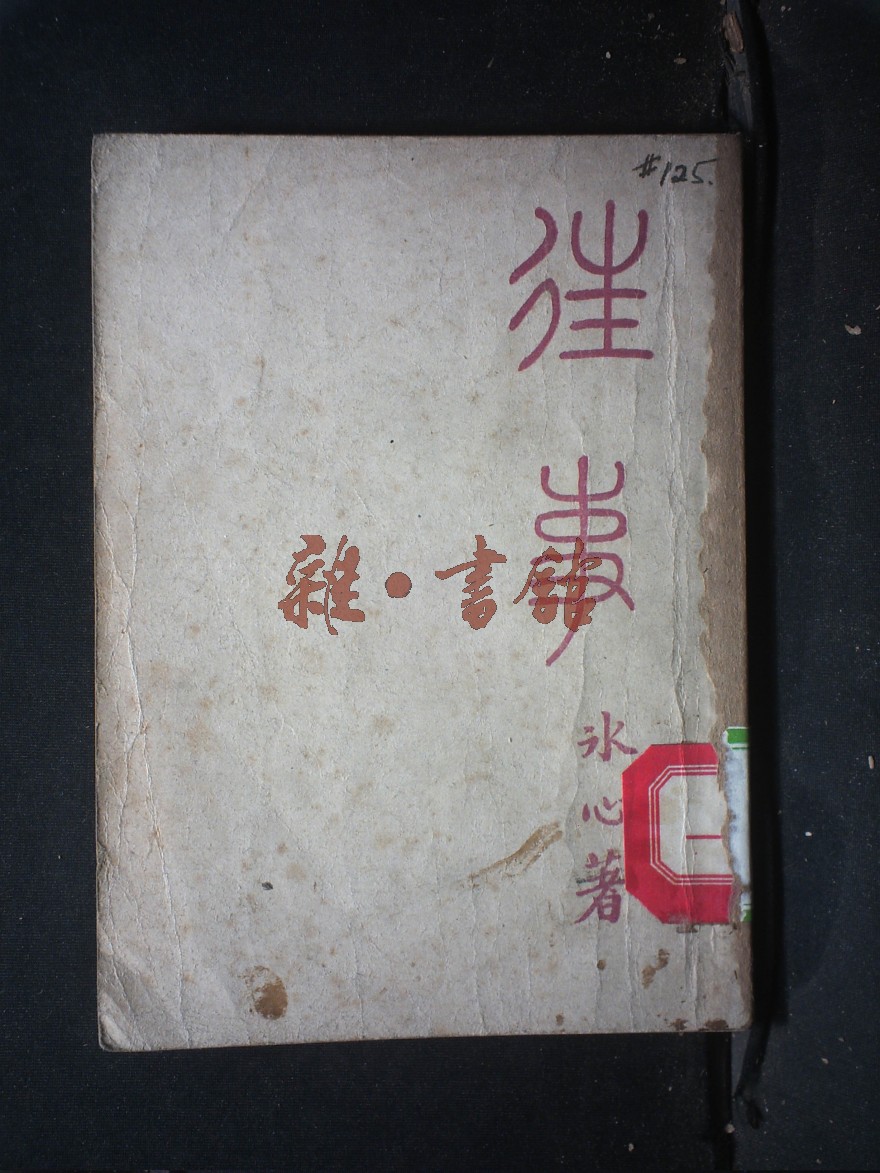 #125.
往事
冰心著
雜·書館